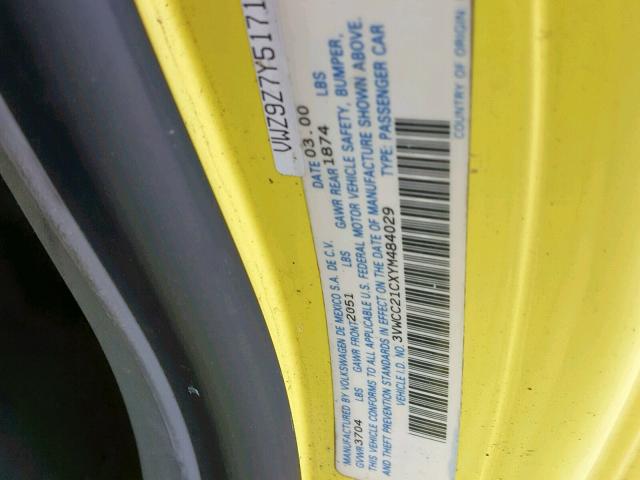 VWZ9Z7Y5171
MANUFACTURED BY VOLKSWAGEN DE MEXICO S.A. DE C.V. DATE 03.00
GVWR 3704 LBS GAWR FRONT 2051 LBS GAWR REAR 1874 LBS
THIS VEHICLE CONFORMS TO ALL APPLICABLE U.S. FEDERAL MOTOR VEHICLE SAFETY, BUMPER,
AND THEFT PREVENTION STANDARDS IN EFFECT ON THE DATE OF MANUFACTURE SHOWN ABOVE.
VEHICLE I.D. NO. 3VWCC21CXYM484029 TYPE: PASSENGER CAR
COUNTRY OF ORIGIN: